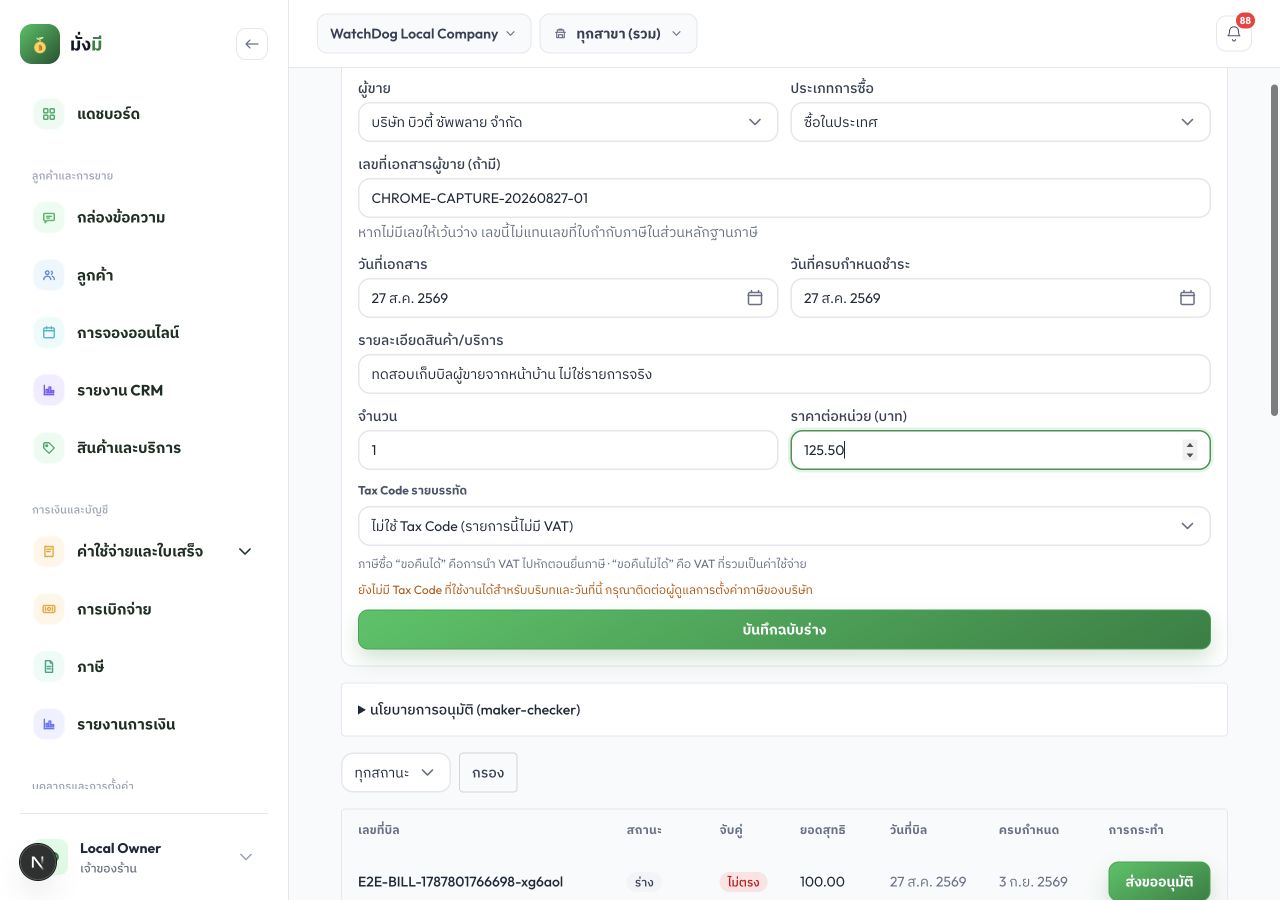 มั่งมี
WatchDog Local Company
ทุกสาขา (รวม)
88
แดชบอร์ด
ลูกค้าและการขาย
กล่องข้อความ
ลูกค้า
การจองออนไลน์
รายงาน CRM
สินค้าและบริการ
การเงินและบัญชี
ค่าใช้จ่ายและใบเสร็จ
การเบิกจ่าย
ภาษี
รายงานการเงิน
บุคลากรและการตั้งค่า
N
Local Owner
เจ้าของร้าน
ผู้ขาย
ประเภทการซื้อ
บริษัท บิวตี้ ซัพพลาย จำกัด
ซื้อในประเทศ
เลขที่เอกสารผู้ขาย (ถ้ามี)
CHROME-CAPTURE-20260827-01
หากไม่มีเลขให้เว้นว่าง เลขนี้ไม่แทนเลขที่ใบกำกับภาษีในส่วนหลักฐานภาษี
วันที่เอกสาร
วันที่ครบกำหนดชำระ
27 ส.ค. 2569
27 ส.ค. 2569
รายละเอียดสินค้า/บริการ
ทดสอบเก็บบิลผู้ขายจากหน้าบ้าน ไม่ใช่รายการจริง
จำนวน
ราคาต่อหน่วย (บาท)
1
125.50
Tax Code รายบรรทัด
ไม่ใช้ Tax Code (รายการนี้ไม่มี VAT)
ภาษีซื้อ “ขอคืนได้” คือการนำ VAT ไปหักตอนยื่นภาษี · “ขอคืนไม่ได้” คือ VAT ที่รวมเป็นค่าใช้จ่าย
ยังไม่มี Tax Code ที่ใช้งานได้สำหรับบริบทและวันที่นี้ กรุณาติดต่อผู้ดูแลการตั้งค่าภาษีของบริษัท
บันทึกฉบับร่าง
นโยบายการอนุมัติ (maker-checker)
ทุกสถานะ
กรอง
เลขที่บิล สถานะ จับคู่ ยอดสุทธิ วันที่บิล ครบกำหนด การกระทำ
E2E-BILL-1787801766698-xg6aol ร่าง ไม่ตรง 100.00 27 ส.ค. 2569 3 ก.ย. 2569 ส่งขออนุมัติ